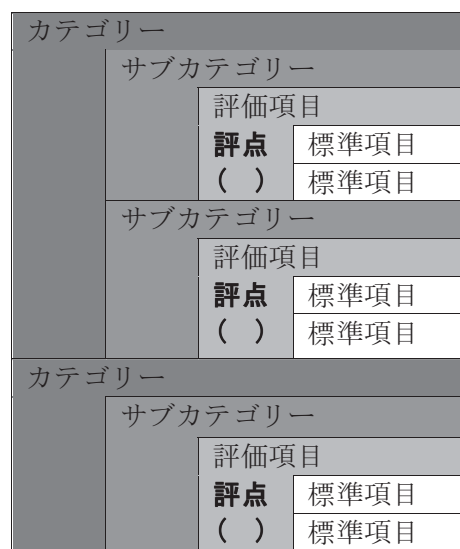 カテゴリー
サブカテゴリー
評価項目
評点 標準項目
( ) 標準項目
サブカテゴリー
評価項目
評点 標準項目
( ) 標準項目
カテゴリー
サブカテゴリー
評価項目
評点 標準項目
( ) 標準項目